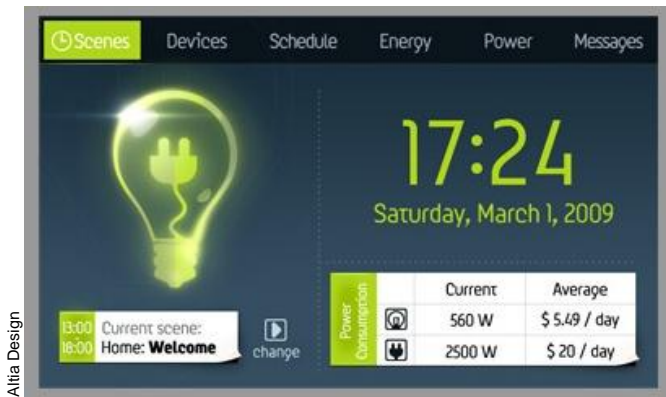 Scenes Devices Schedule Energy Power Messages
17:24
Saturday, March 1, 2009
Power
Consumption
Current Average
560 W $ 5.49 / day
2500 W $ 20 / day
13:00 Current scene:
18:00 Home: Welcome
change
Altia Design